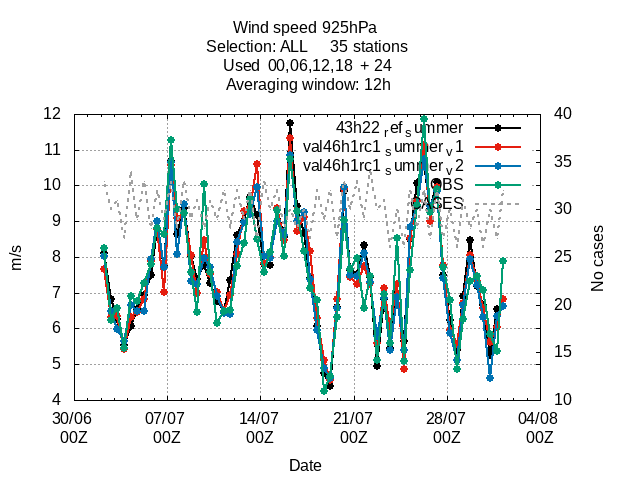 Wind speed 925hPa
Selection: ALL 35 stations
Used 00,06,12,18 + 24
Averaging window: 12h
43h22_ref_summer
val46h1rc1_summer_v1
val46h1rc1_summer_v2
OBS
CASES
12
11
10
9
8
7
6
5
4
m/s
40
35
30
25
20
15
10
No cases
30/06 07/07 14/07 21/07 28/07 04/08
00Z 00Z 00Z 00Z 00Z 00Z
Date